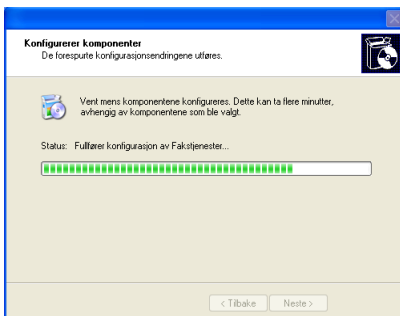 Konfigurerer komponenter
De forespurte konfigurasjonsendringene utføres.
Vent mens komponentene konfigureres. Dette kan ta flere minutter,
avhengig av komponentene som ble valgt.
Status: Fullfører konfigurasjon av Fakstjenester...
< Tilbake Neste >